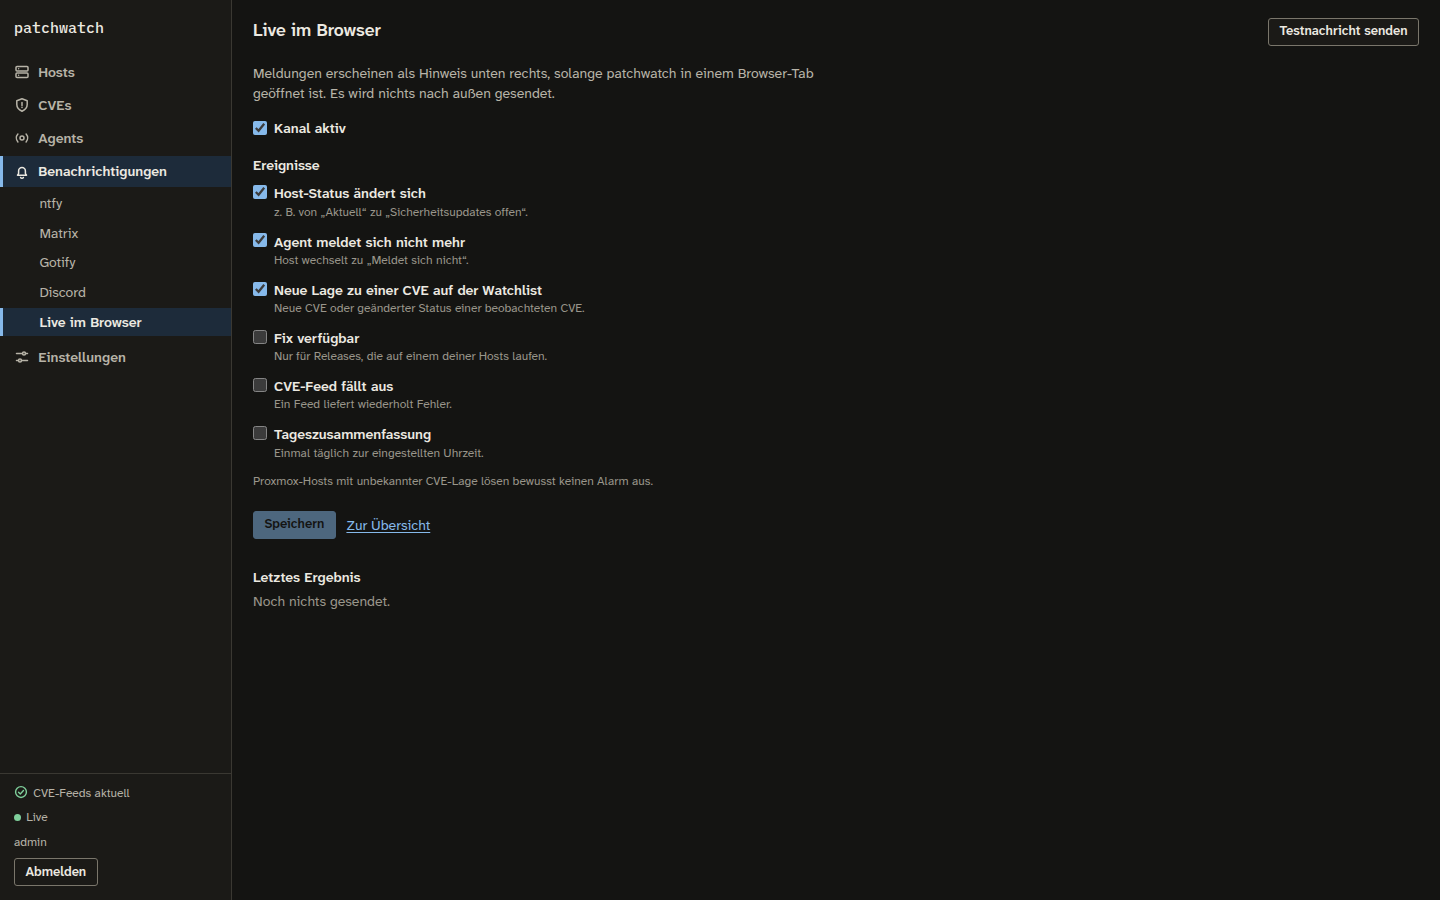 patchwatch
Hosts
CVEs
Agents
Benachrichtigungen
ntfy
Matrix
Gotify
Discord
Live im Browser
Einstellungen
CVE-Feeds aktuell
Live
admin
Abmelden
Live im Browser
Testnachricht senden
Meldungen erscheinen als Hinweis unten rechts, solange patchwatch in einem Browser-Tab
geöffnet ist. Es wird nichts nach außen gesendet.
Kanal aktiv
Ereignisse
Host-Status ändert sich
z. B. von „Aktuell“ zu „Sicherheitsupdates offen“.
Agent meldet sich nicht mehr
Host wechselt zu „Meldet sich nicht“.
Neue Lage zu einer CVE auf der Watchlist
Neue CVE oder geänderter Status einer beobachteten CVE.
Fix verfügbar
Nur für Releases, die auf einem deiner Hosts laufen.
CVE-Feed fällt aus
Ein Feed liefert wiederholt Fehler.
Tageszusammenfassung
Einmal täglich zur eingestellten Uhrzeit.
Proxmox-Hosts mit unbekannter CVE-Lage lösen bewusst keinen Alarm aus.
Speichern
Zur Übersicht
Letztes Ergebnis
Noch nichts gesendet.